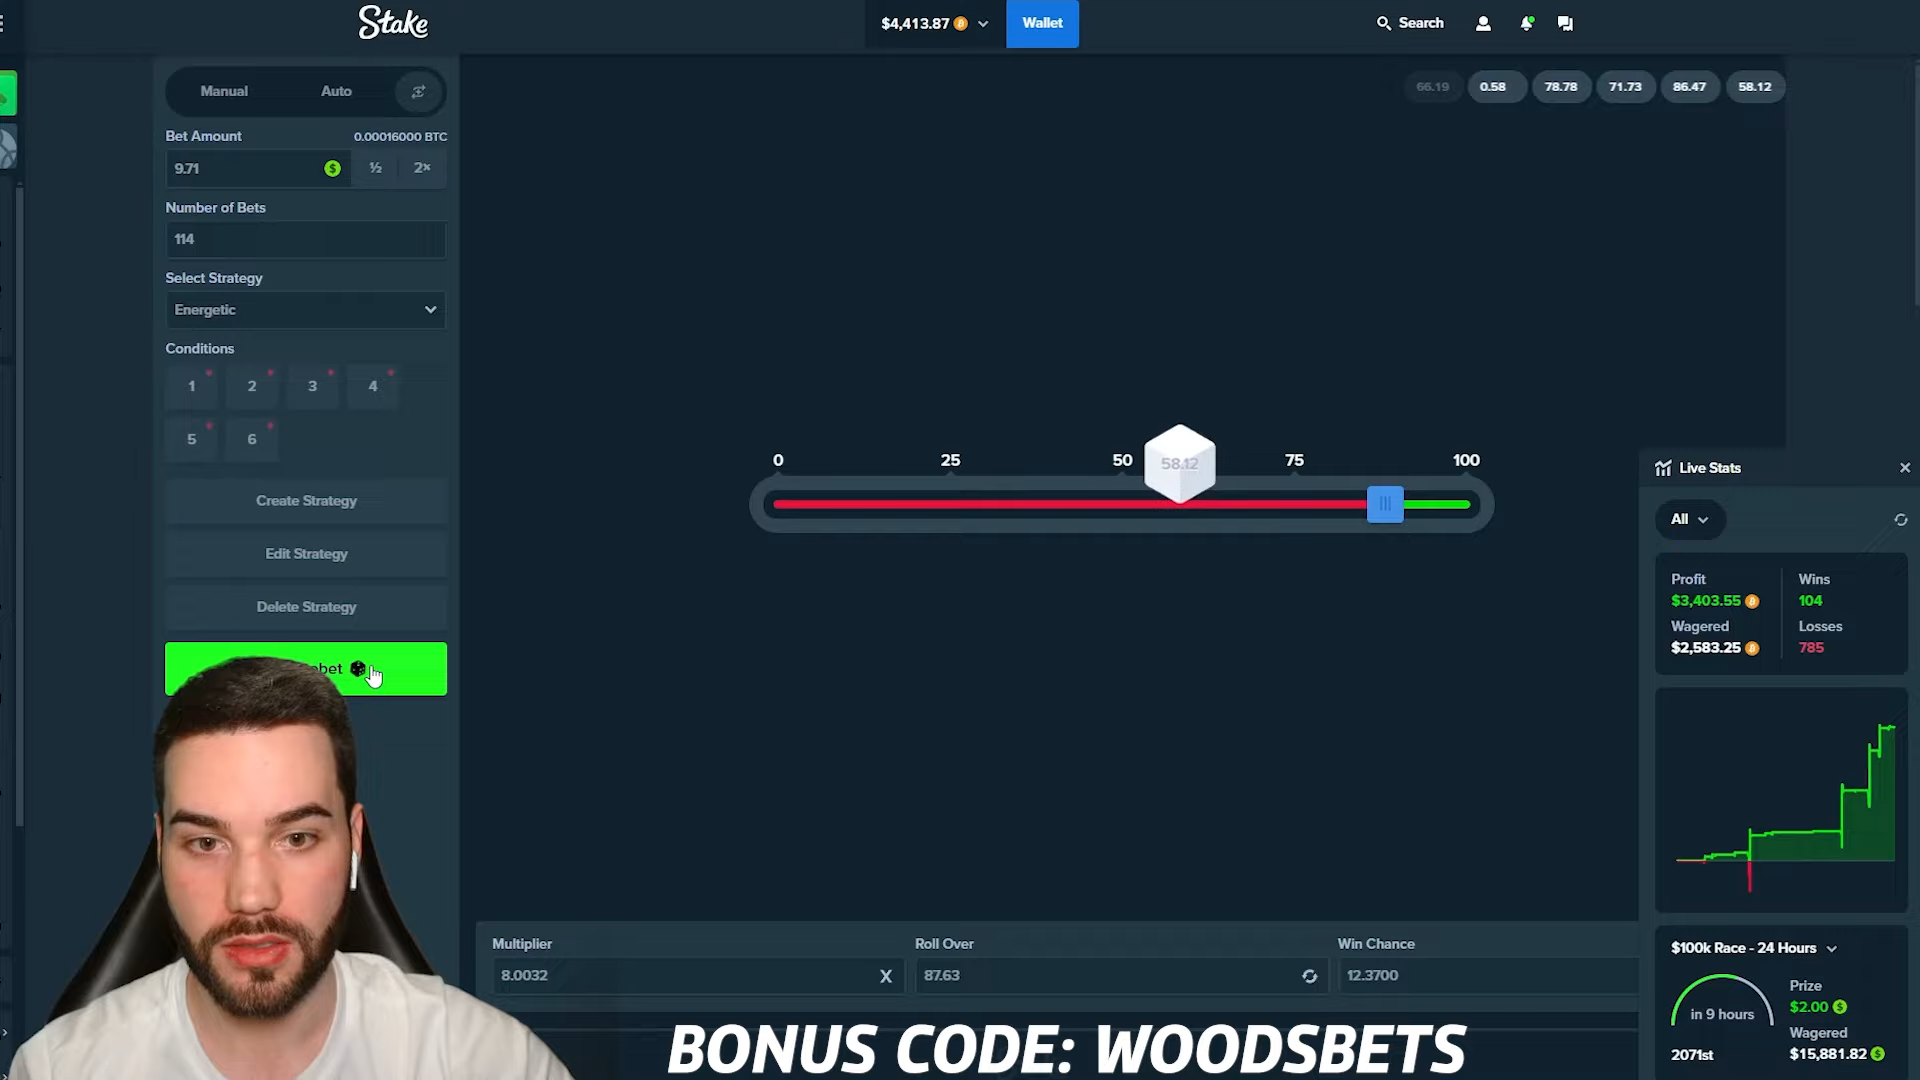 Stake
$4,413.87
Wallet
Search
Manual
Auto
66.19
0.58
78.78
71.73
86.47
58.12
Bet Amount
0.00016000 BTC
9.71
½
2×
Number of Bets
114
Select Strategy
Energetic
Conditions
1
2
3
4
5
6
Create Strategy
Edit Strategy
Delete Strategy
0
25
50
58.12
75
100
Live Stats
All
Profit
Wins
$3,403.55
104
Wagered
Losses
$2,583.25
785
Multiplier
Roll Over
Win Chance
8.0032
X
87.63
12.3700
$100k Race - 24 Hours
in 9 hours
Prize
$2.00
Wagered
2071st
$15,881.82
BONUS CODE: WOODSBETS